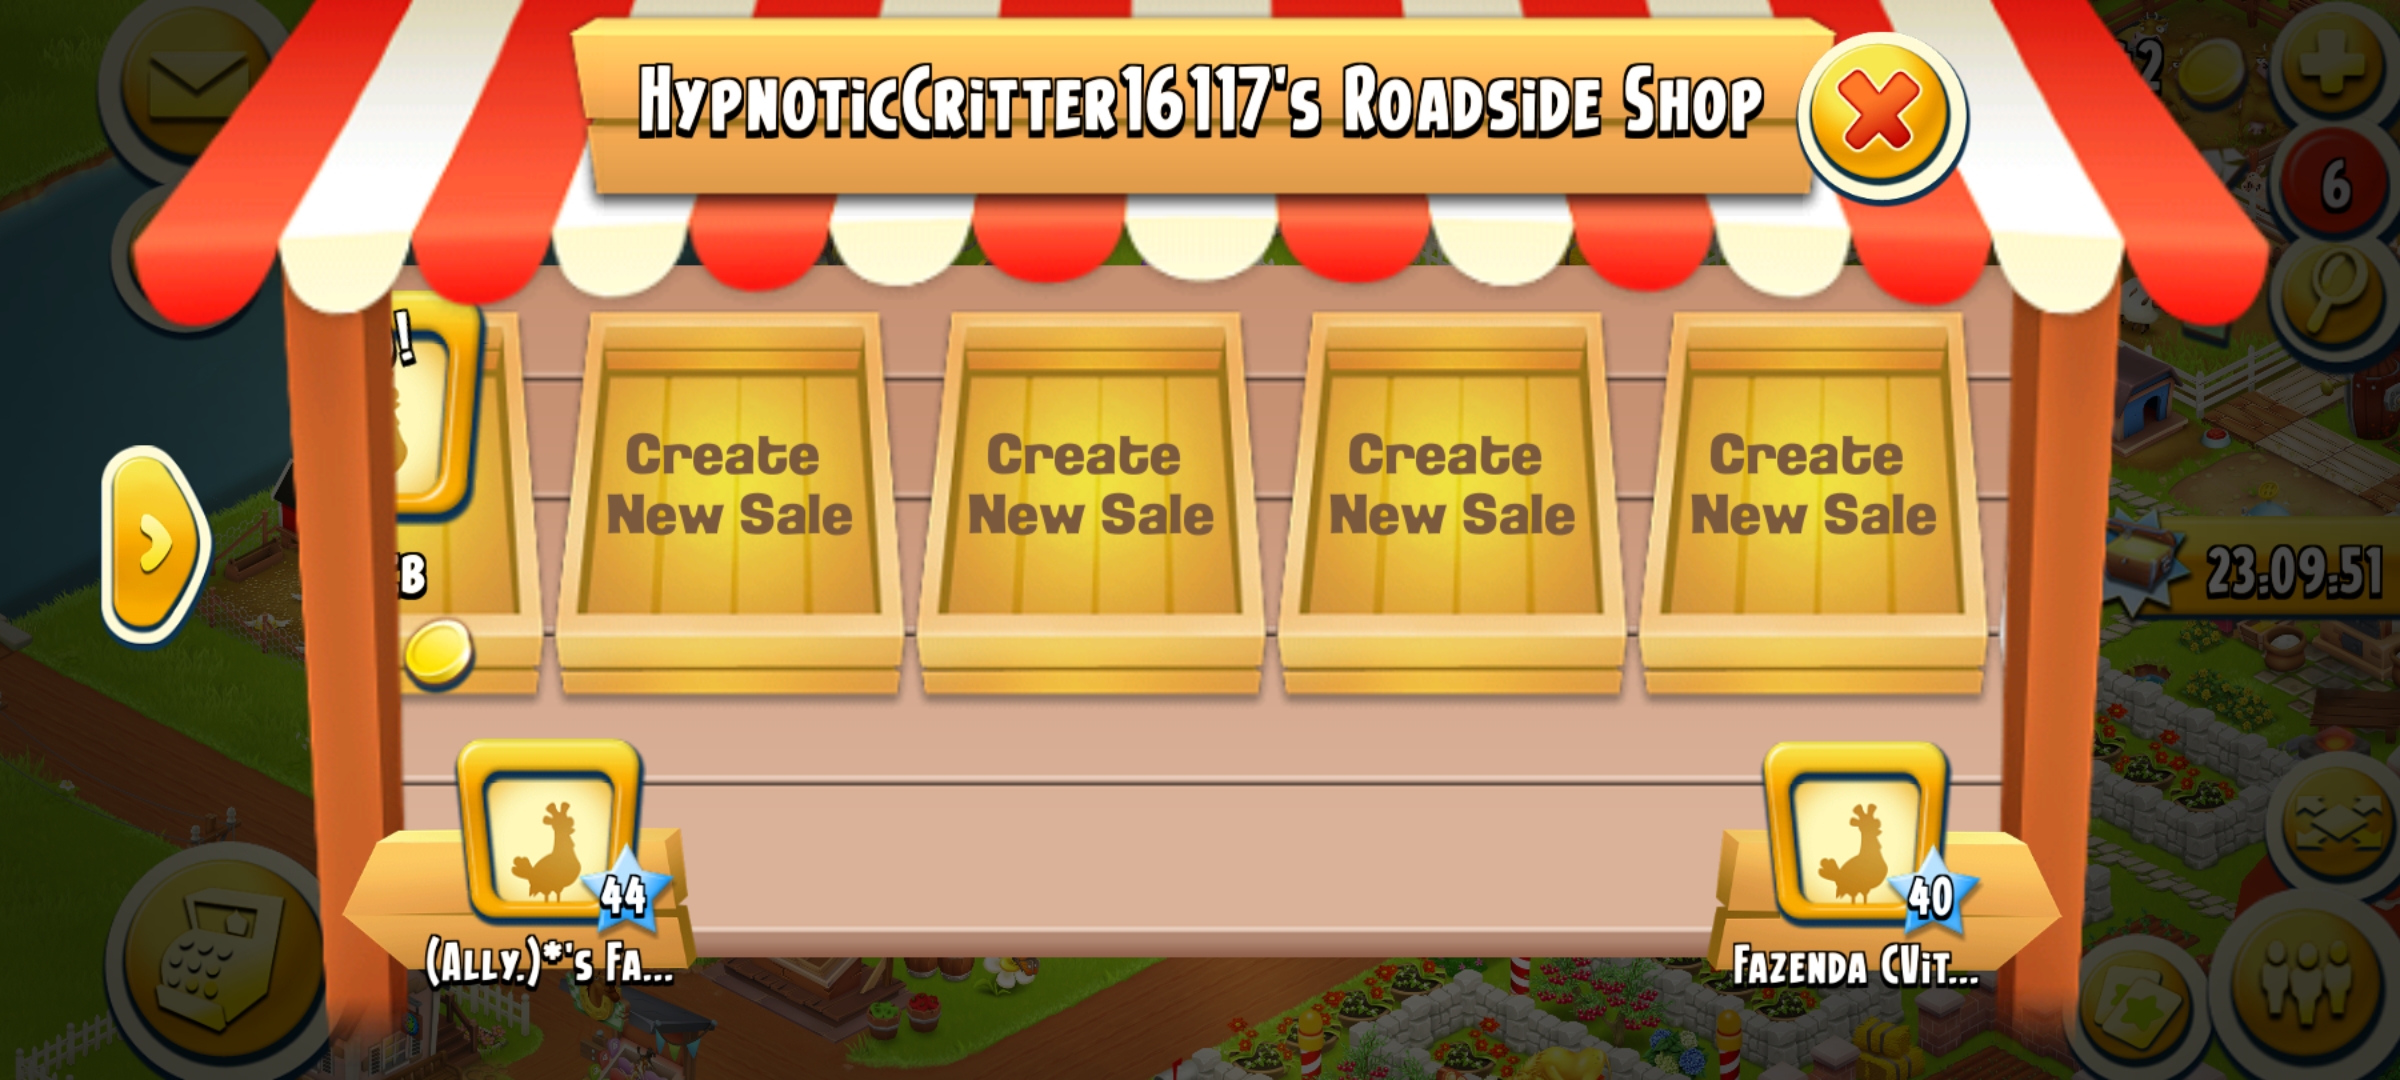 HypnoticCritter16117's Roadside Shop
6
Create
New Sale
Create
New Sale
Create
New Sale
Create
New Sale
23:09:51
44
(Ally.)*'s Fa...
40
Fazenda CVit...